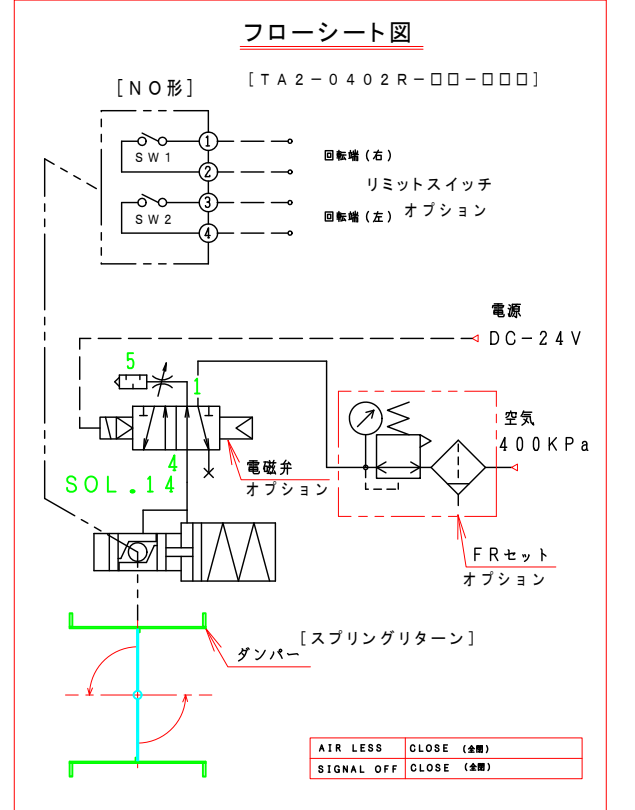 フローシート図
[NO形]
[TA2-0402R-□□-□□□]
SW1
1
2
SW2
3
4
回転端(右)
リミットスイッチ
オプション
回転端(左)
電源
DC-24V
5
1
4
SOL.14
電磁弁
オプション
空気
400KPa
FRセット
オプション
[スプリングリターン]
ダンパー
AIR LESS CLOSE (全閉)
SIGNAL OFF CLOSE (全閉)